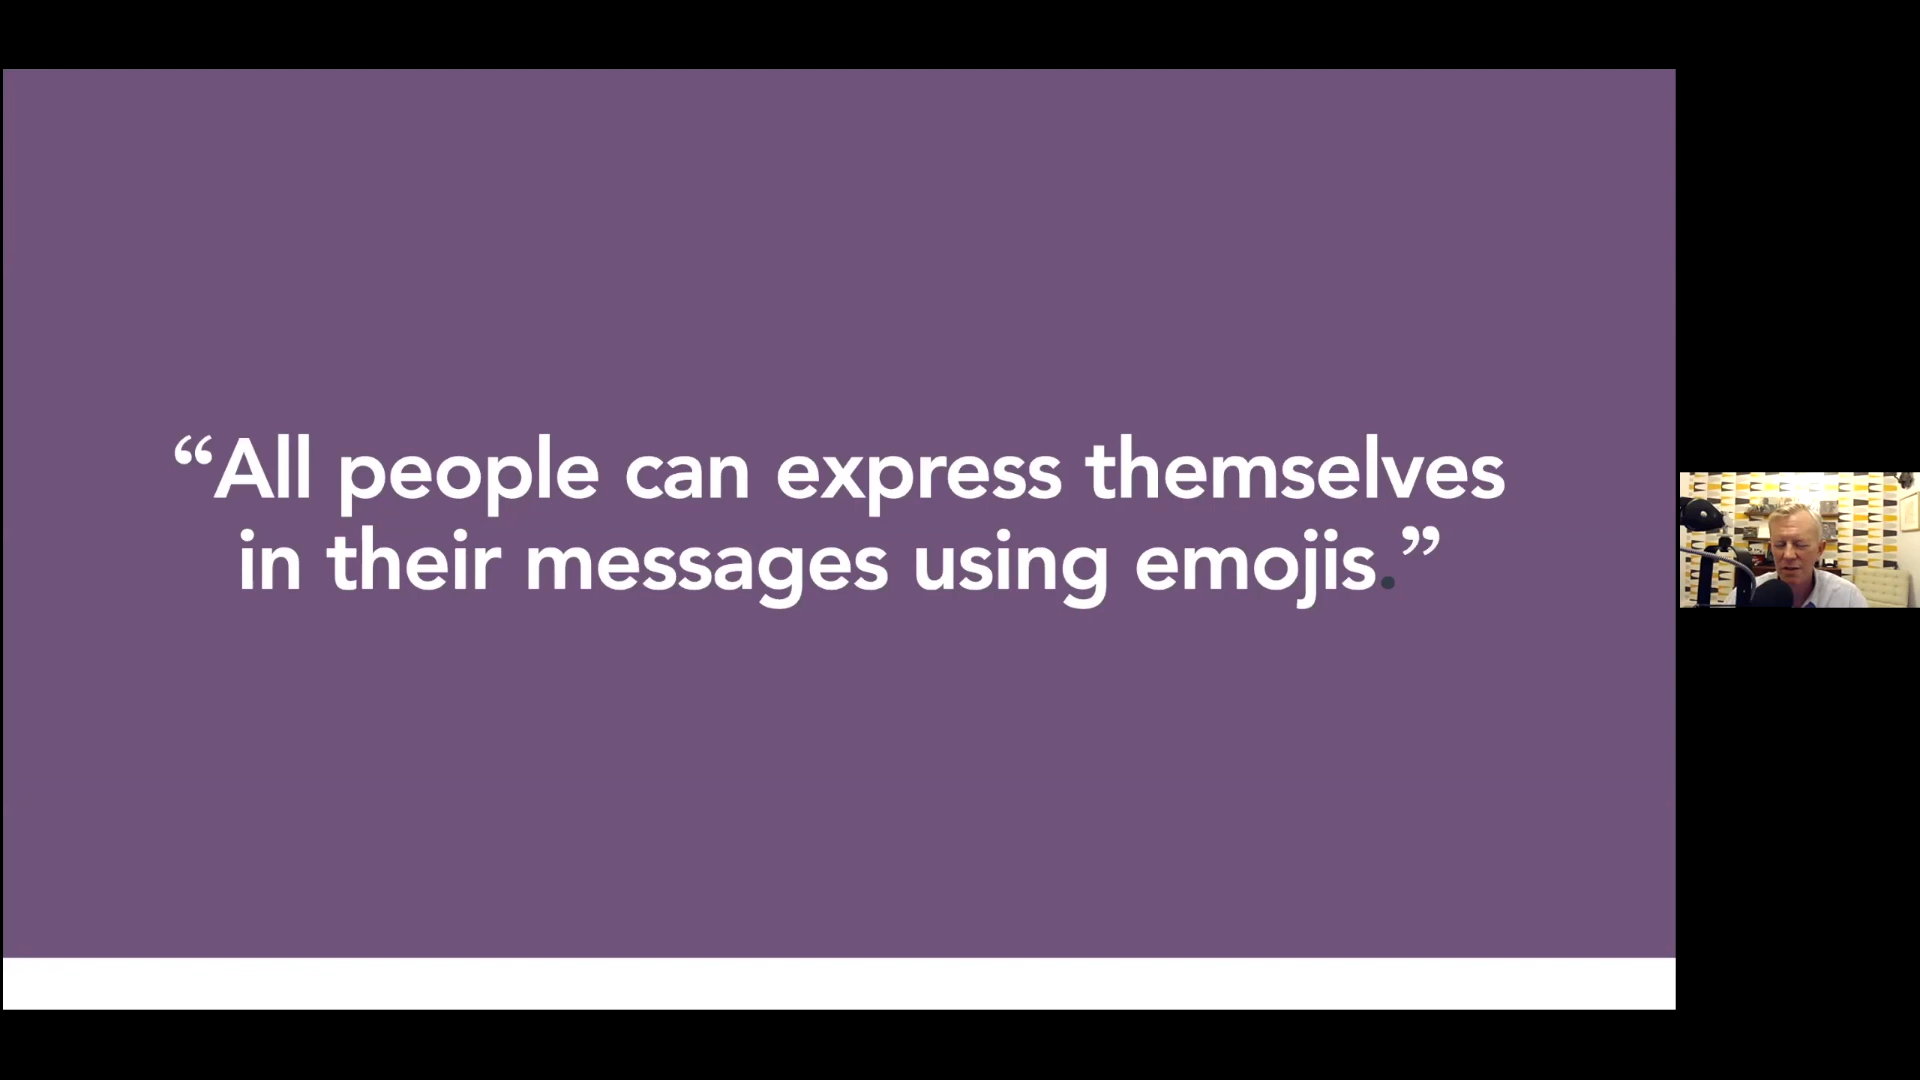 “All people can express themselves
in their messages using emojis.”